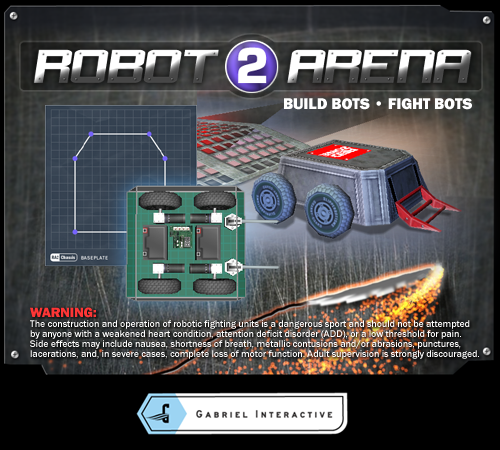 ROBOT 2 ARENA
BUILD BOTS • FIGHT BOTS
BASEPLATE
WARNING:
The construction and operation of robotic fighting units is a dangerous sport and should not be attempted
by anyone with a weakened heart condition, attention deficit disorder (ADD), or a low threshold for pain.
Side effects may include nausea, shortness of breath, metallic contusions and/or abrasions, punctures,
lacerations, and, in severe cases, complete loss of motor function. Adult supervision is strongly discouraged.
GABRIEL INTERACTIVE